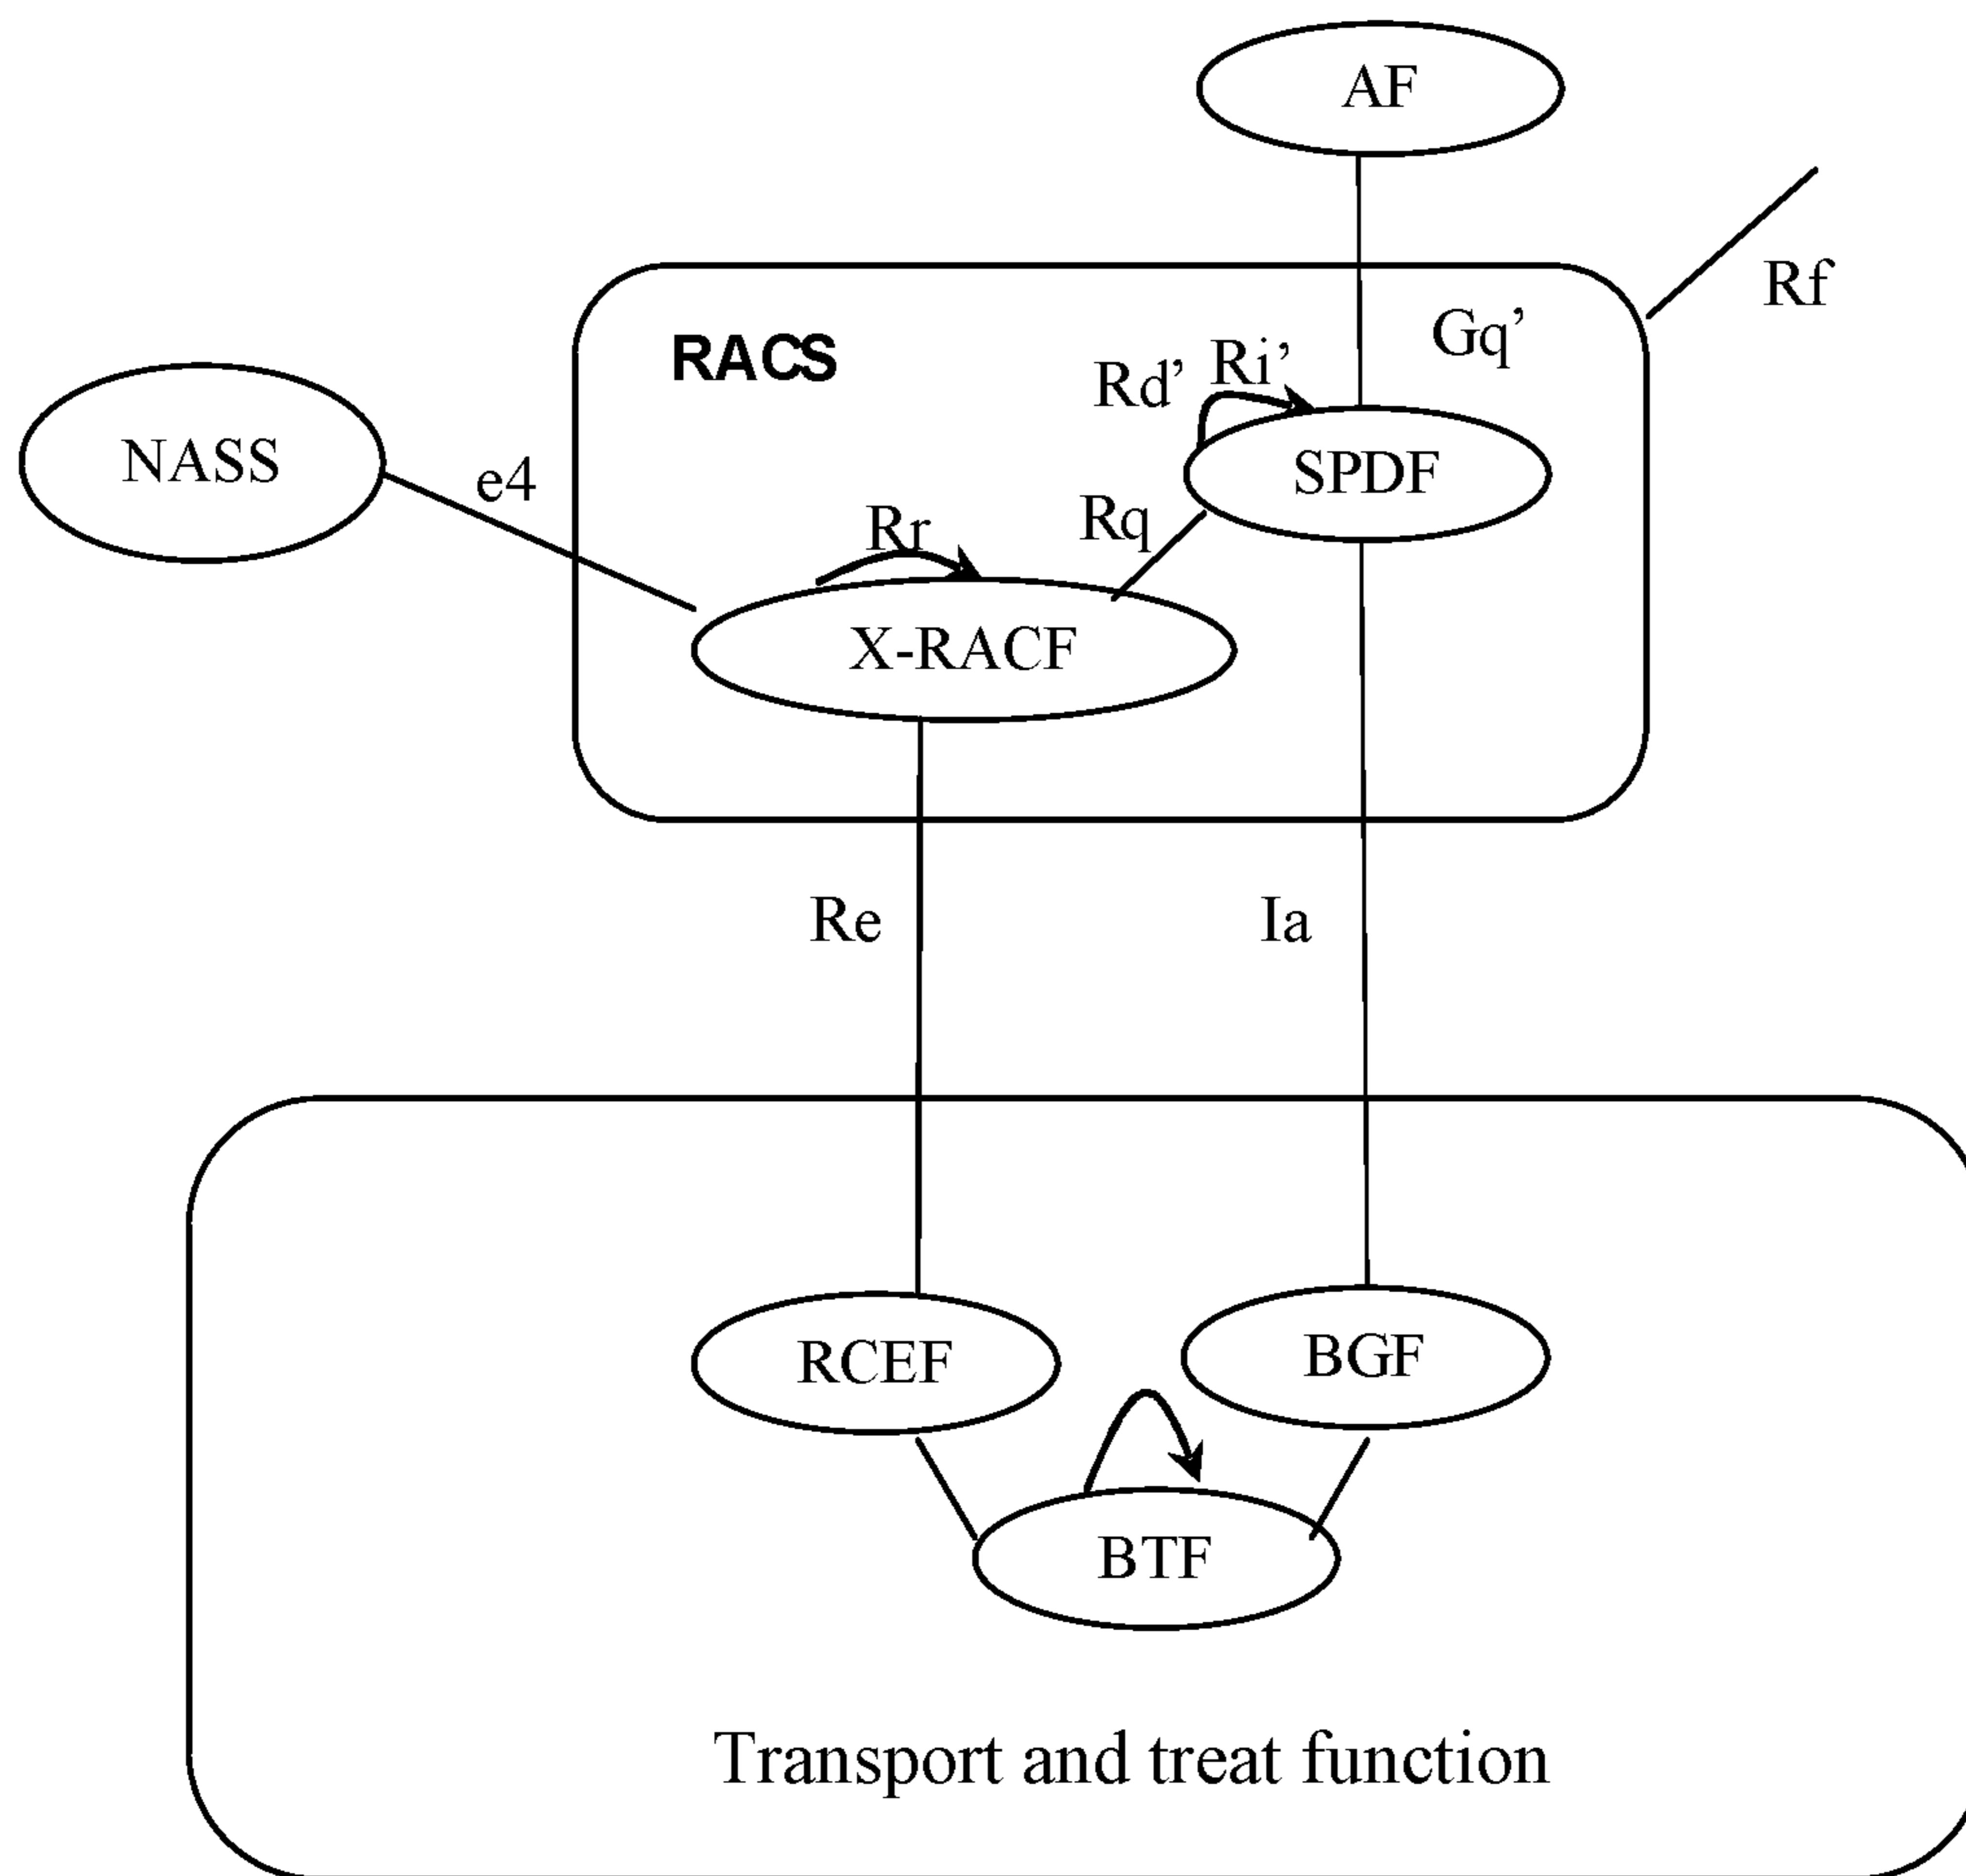 AF
Rf
Gq’
RACS
Rd’
Ri’
NASS
e4
SPDF
Rr
Rq
X-RACF
Re
Ia
RCEF
BGF
BTF
Transport and treat function